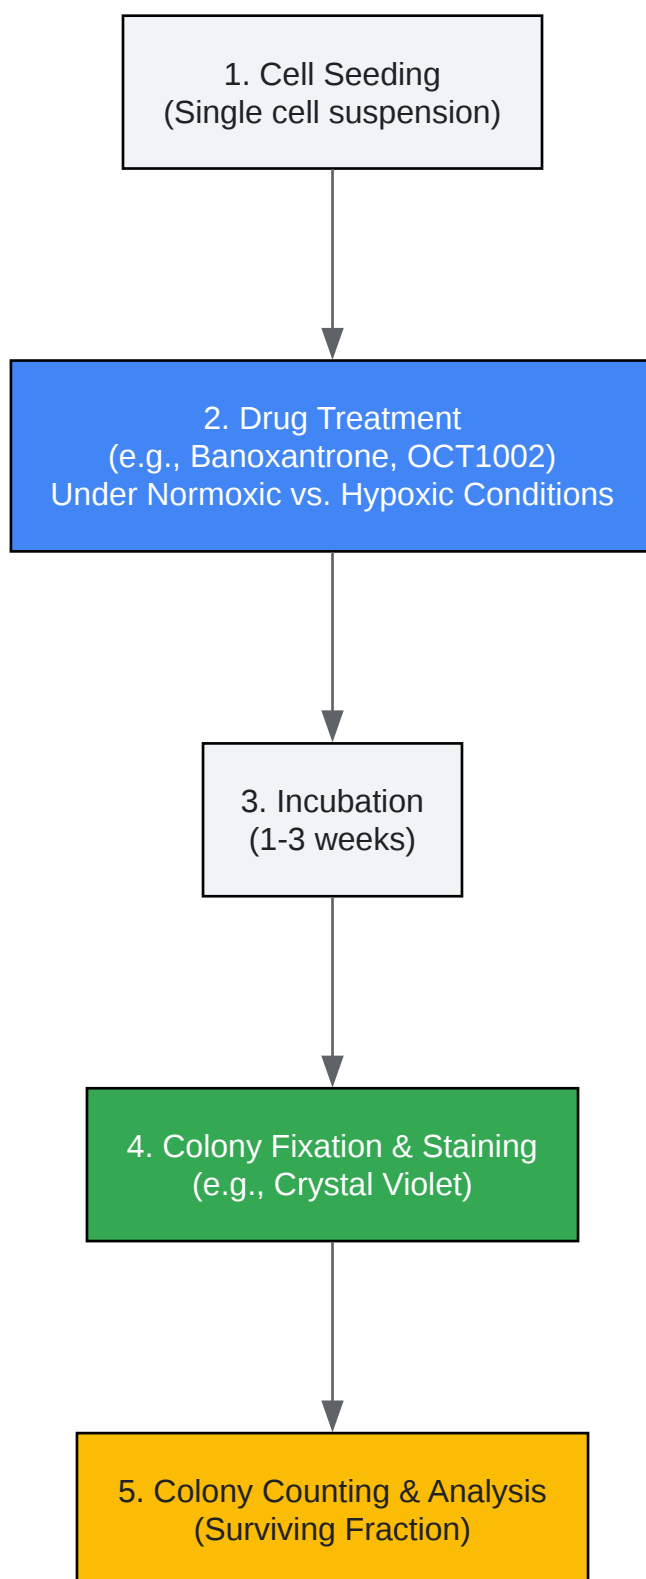 1. Cell Seeding
(Single cell suspension)
2. Drug Treatment
(e.g., Banoxantrone, OCT1002)
Under Normoxic vs. Hypoxic Conditions
3. Incubation
(1-3 weeks)
4. Colony Fixation & Staining
(e.g., Crystal Violet)
5. Colony Counting & Analysis
(Surviving Fraction)